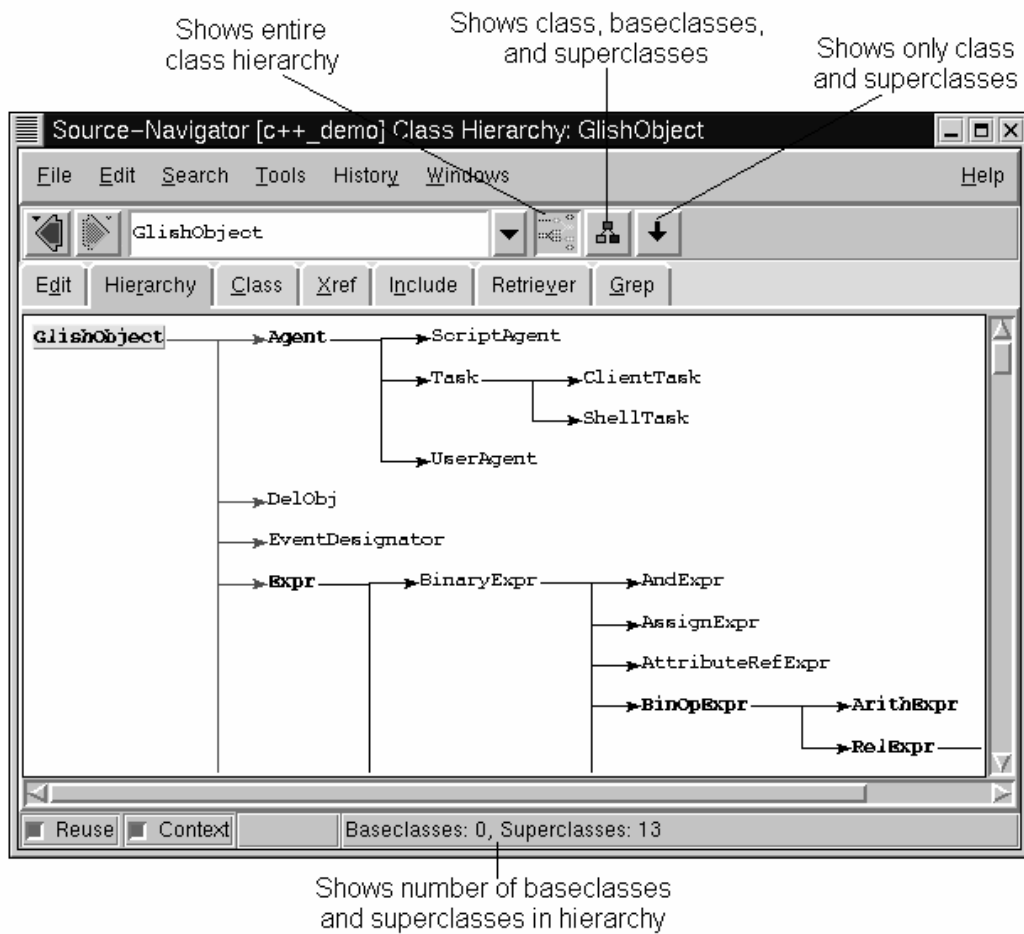 Shows entire
class hierarchy
Shows class, baseclasses,
and superclasses
Shows only class
and superclasses
Source-Navigator [c++_demo] Class Hierarchy: GlishObject
File Edit Search Tools History Windows Help
GlishObject
Edit Hierarchy Class Xref Include Retriever Grep
GlishObject Agent ScriptAgent
Task ClientTask
ShellTask
UserAgent
DelObj
EventDesignator
Expr BinaryExpr AndExpr
AssignExpr
AttributeRefExpr
BinOpExpr ArithExpr
RelExpr
Reuse Context Baseclasses: 0, Superclasses: 13
Shows number of baseclasses
and superclasses in hierarchy